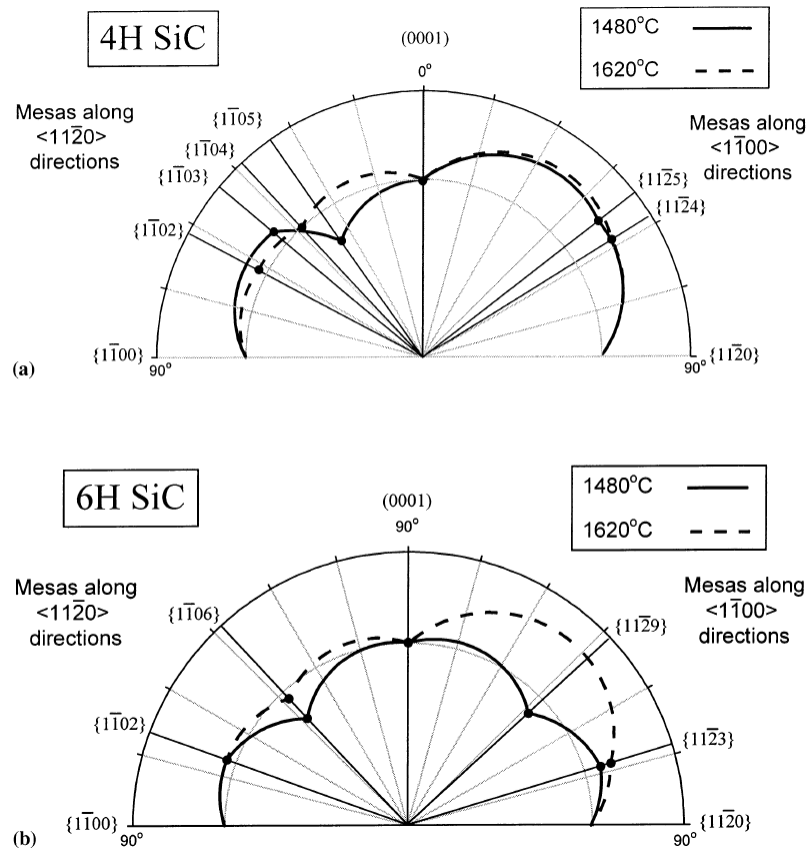 4H SiC
(0001)
0°
1480°C
1620°C
Mesas along
<112̅0>
directions
{11̅05}
{11̅04}
{11̅03}
{11̅02}
Mesas along
<11̅00>
directions
{112̅5}
{112̅4}
{11̅00}
90°
90°
{112̅0}
(a)
6H SiC
(0001)
90°
1480°C
1620°C
Mesas along
<112̅0>
directions
{11̅06}
{11̅02}
Mesas along
<11̅00>
directions
{112̅9}
{112̅3}
{11̅00}
90°
90°
{112̅0}
(b)